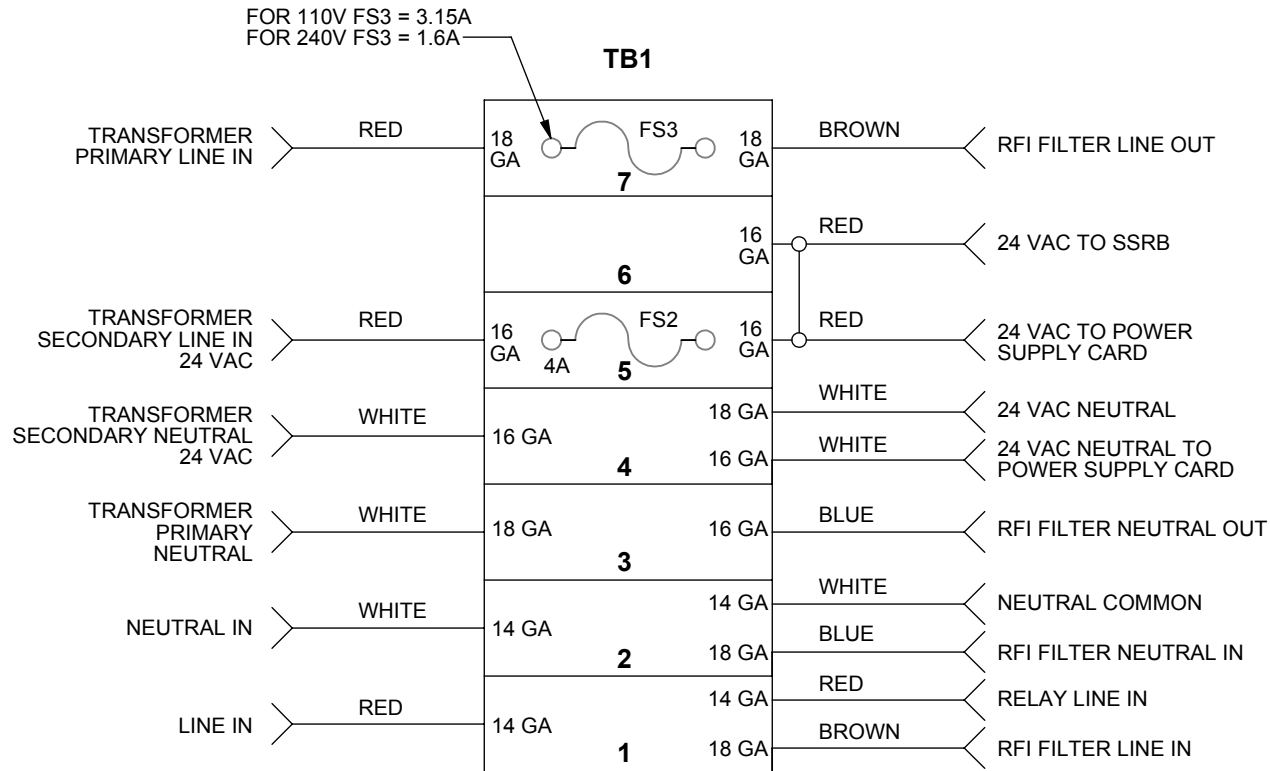 FOR 110V FS3 = 3.15A
FOR 240V FS3 = 1.6A
TB1
TRANSFORMER
PRIMARY LINE IN
RED
18
GA
FS3
7
18
GA
BROWN
RFI FILTER LINE OUT
6
16
GA
RED
24 VAC TO SSRB
TRANSFORMER
SECONDARY LINE IN
24 VAC
RED
16
GA
4A
FS2
5
16
GA
RED
24 VAC TO POWER
SUPPLY CARD
TRANSFORMER
SECONDARY NEUTRAL
24 VAC
WHITE
16 GA
4
18 GA
WHITE
24 VAC NEUTRAL
16 GA
WHITE
24 VAC NEUTRAL TO
POWER SUPPLY CARD
TRANSFORMER
PRIMARY
NEUTRAL
WHITE
18 GA
3
16 GA
BLUE
RFI FILTER NEUTRAL OUT
NEUTRAL IN
WHITE
14 GA
2
14 GA
WHITE
NEUTRAL COMMON
18 GA
BLUE
RFI FILTER NEUTRAL IN
LINE IN
RED
14 GA
1
14 GA
RED
RELAY LINE IN
18 GA
BROWN
RFI FILTER LINE IN